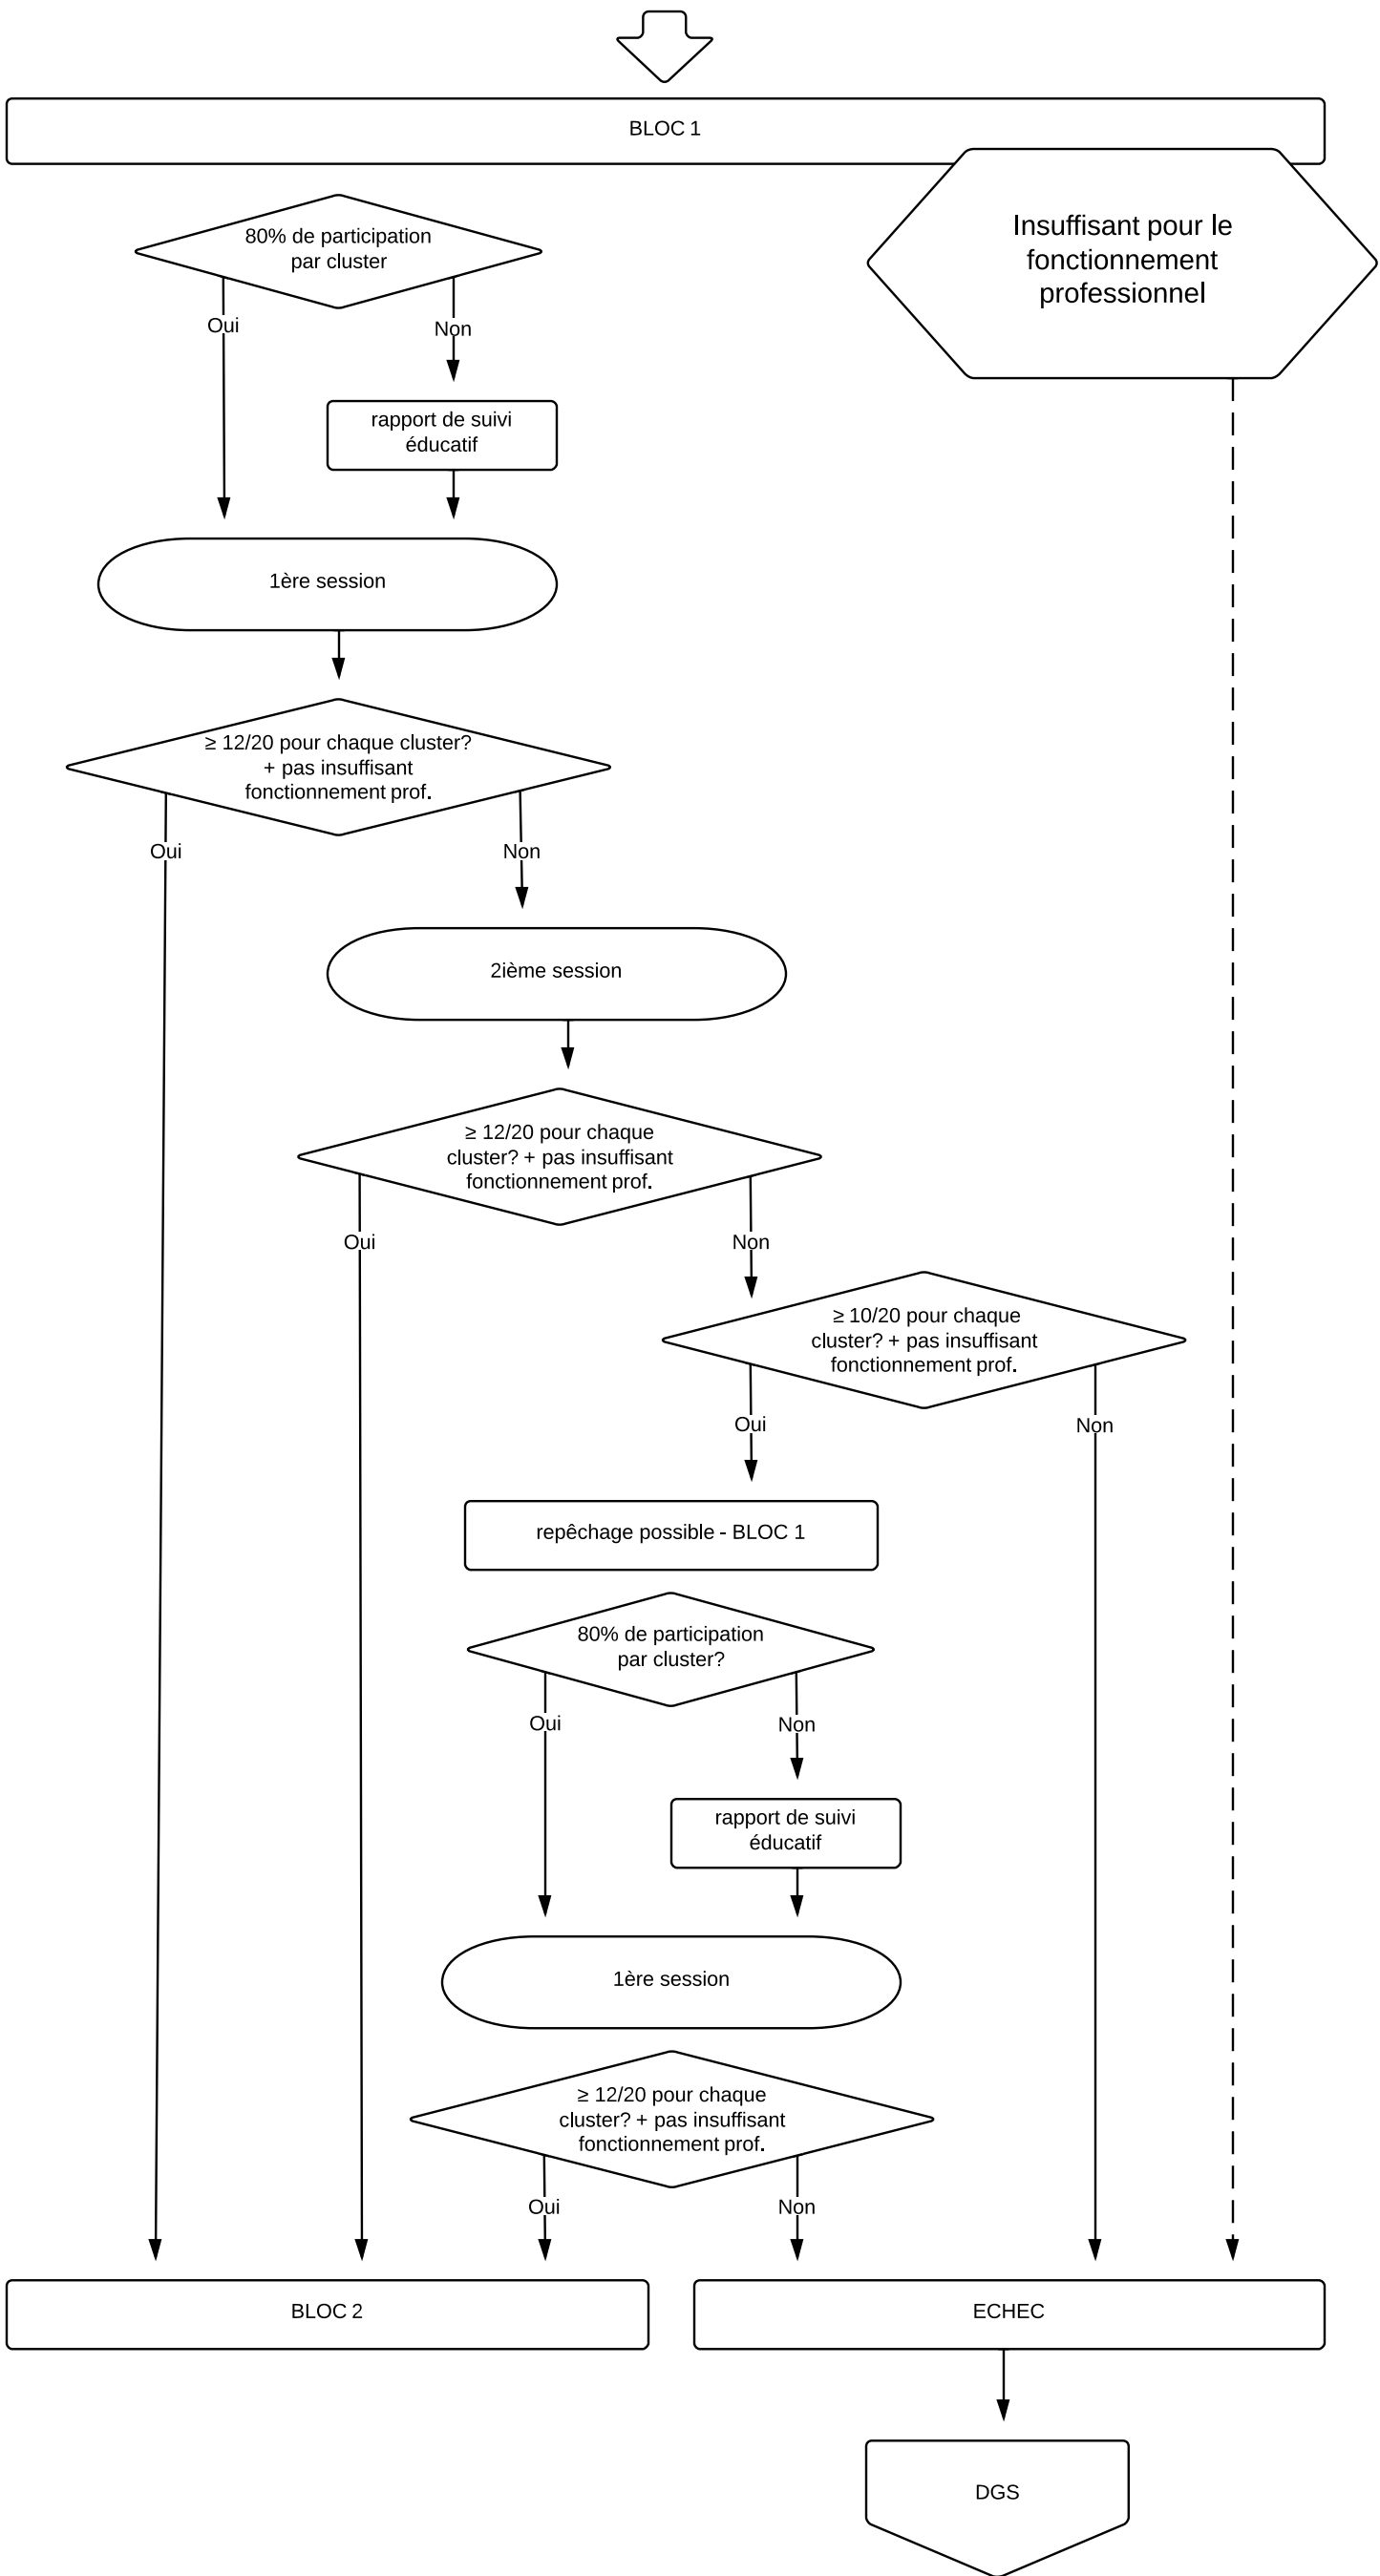 BLOC 1
Insuffisant pour le
fonctionnement
professionnel
80% de participation
par cluster
Oui
Non
rapport de suivi
éducatif
1ère session
≥ 12/20 pour chaque cluster?
+ pas insuffisant
fonctionnement prof.
Oui
Non
2ième session
≥ 12/20 pour chaque
cluster? + pas insuffisant
fonctionnement prof.
Oui
Non
≥ 10/20 pour chaque
cluster? + pas insuffisant
fonctionnement prof.
Oui
Non
repêchage possible - BLOC 1
80% de participation
par cluster?
Oui
Non
rapport de suivi
éducatif
1ère session
≥ 12/20 pour chaque
cluster? + pas insuffisant
fonctionnement prof.
Oui
Non
BLOC 2
ECHEC
DGS